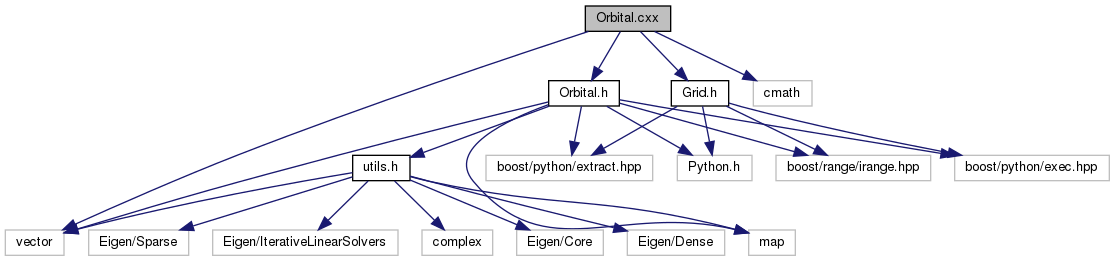 Orbital.cxx
Orbital.h
Grid.h
cmath
utils.h
boost/python/extract.hpp
Python.h
boost/range/irange.hpp
boost/python/exec.hpp
vector
Eigen/Sparse
Eigen/IterativeLinearSolvers
complex
Eigen/Core
Eigen/Dense
map